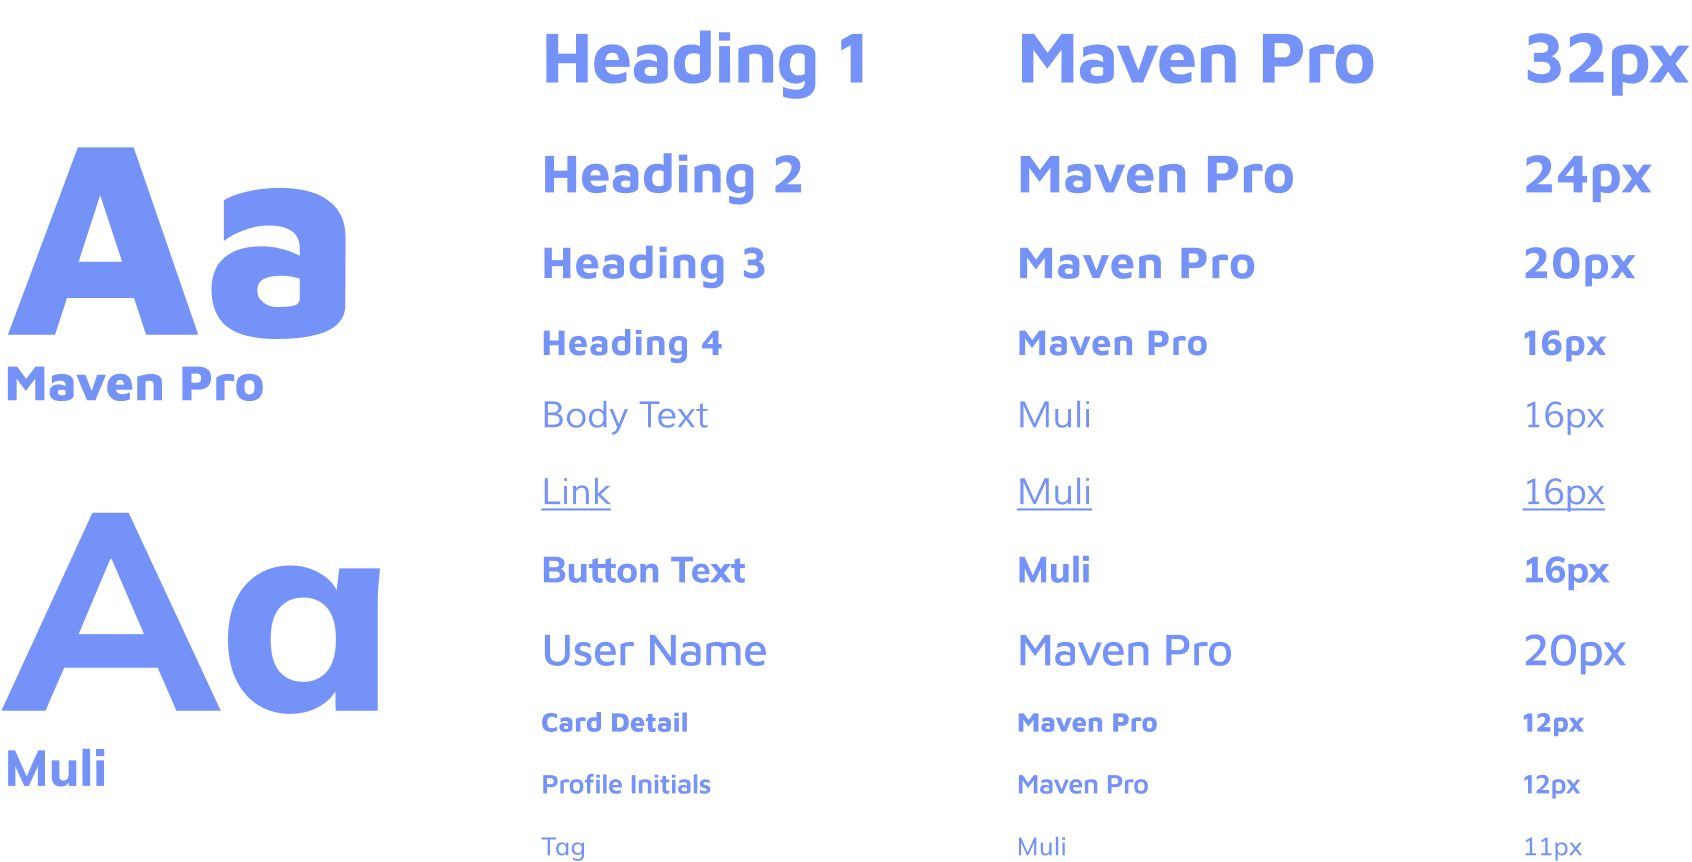 Aa
Maven Pro
Aa
Muli
Heading 1 Maven Pro 32px
Heading 2 Maven Pro 24px
Heading 3 Maven Pro 20px
Heading 4 Maven Pro 16px
Body Text Muli 16px
Link Muli 16px
Button Text Muli 16px
User Name Maven Pro 20px
Card Detail Maven Pro 12px
Profile Initials Maven Pro 12px
Tag Muli 11px